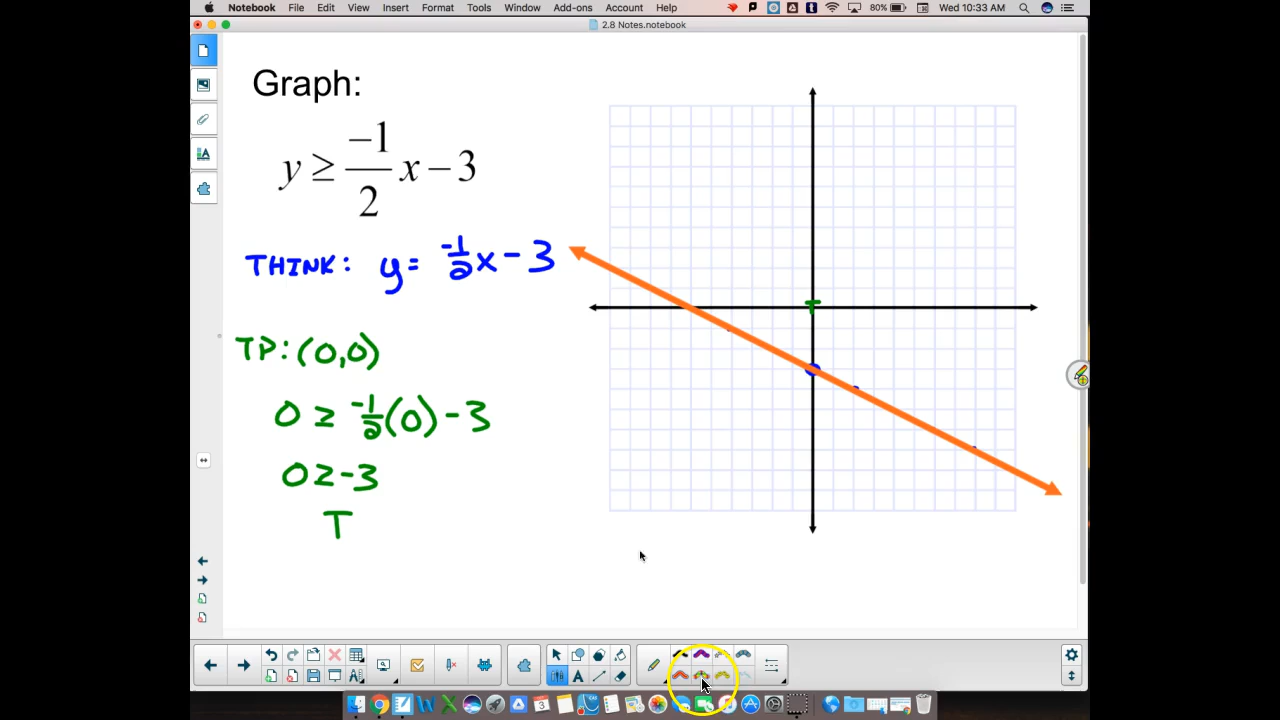 Notebook File Edit View Insert Format Tools Window Add-ons Account Help 80% Wed 10:33 AM
2.8 Notes.notebook
Graph:
y ≥ −1/2 x − 3
THINK: y = -1/2 x - 3
T
TP: (0,0)
0 ≥ -1/2 (0) - 3
0 ≥ -3
T